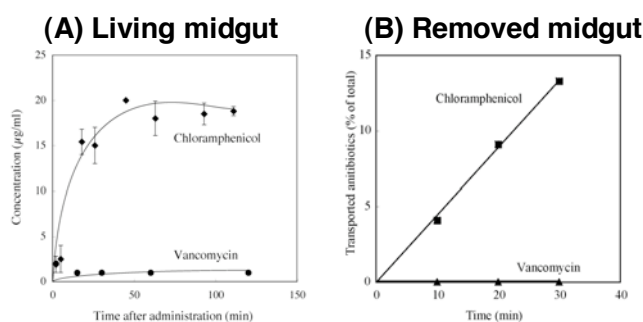 (A) Living midgut
(B) Removed midgut
Concentration (µg/ml)
25
20
15
10
5
0
Chloramphenicol
Vancomycin
0
50
100
150
Time after administration (min)
Transported anitibiotics (% of total)
15
10
5
0
Chloramphenicol
Vancomycin
0
10
20
30
40
Time (min)